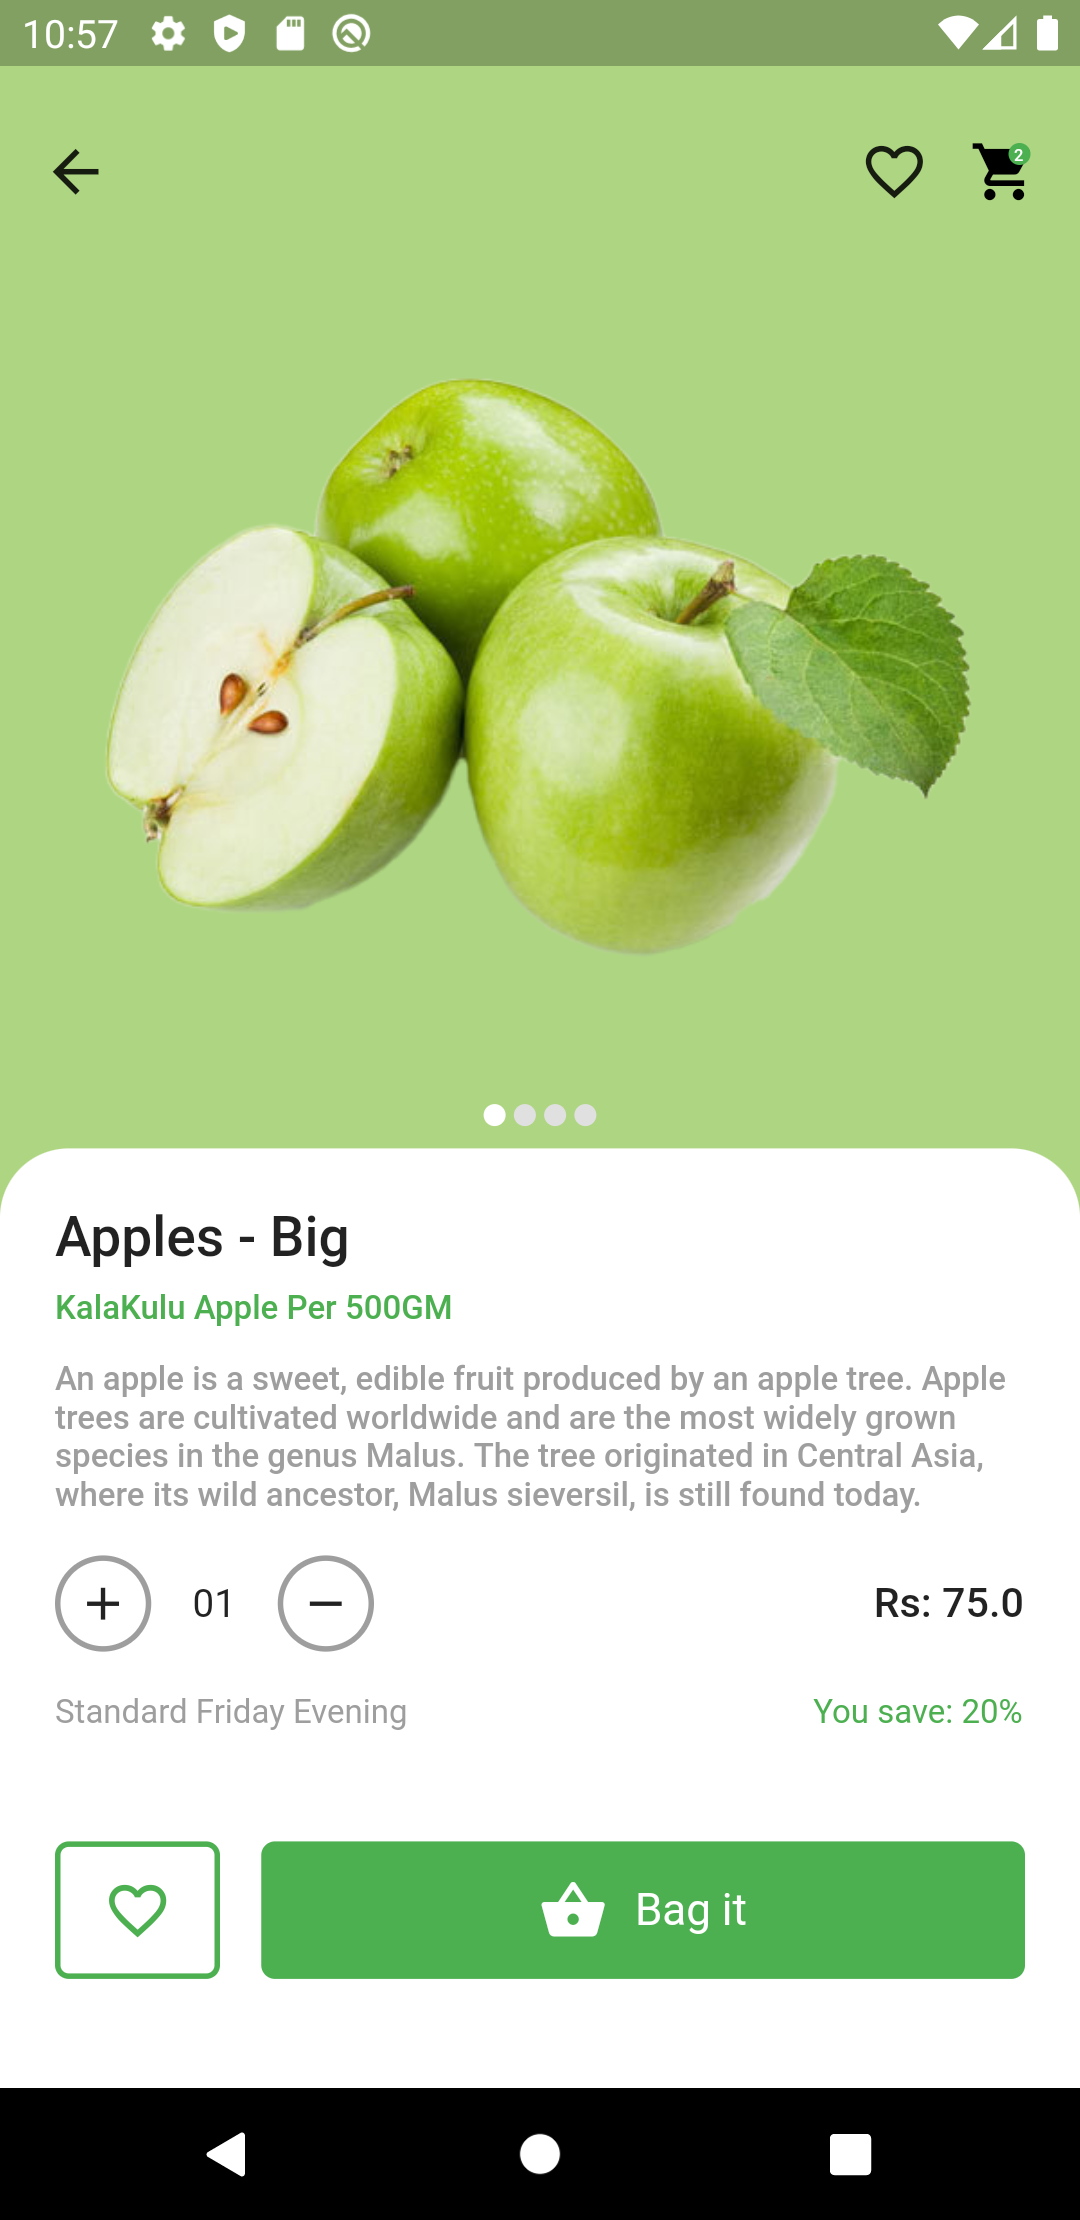 10:57
2
Apples - Big
KalaKulu Apple Per 500GM
An apple is a sweet, edible fruit produced by an apple tree. Apple
trees are cultivated worldwide and are the most widely grown
species in the genus Malus. The tree originated in Central Asia,
where its wild ancestor, Malus sieversil, is still found today.
01
Rs: 75.0
Standard Friday Evening
You save: 20%
Bag it